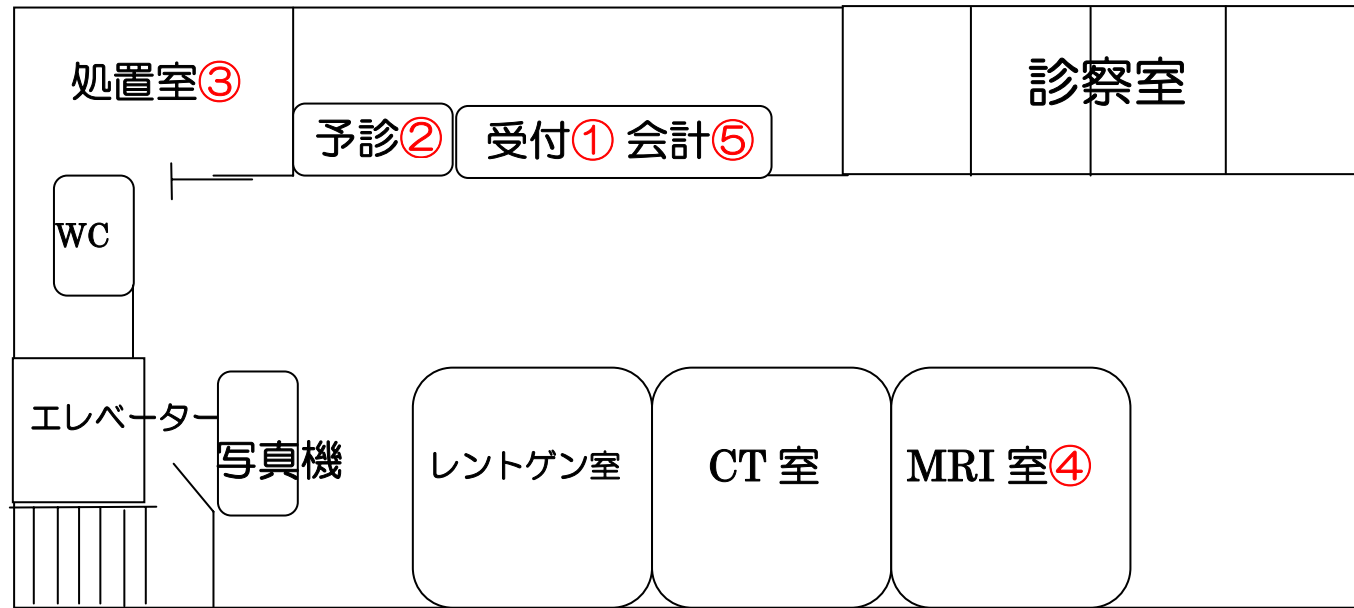 処置室③
予診②
受付①会計⑤
診察室
WC
エレベーター
写真機
レントゲン室
CT 室
MRI 室④